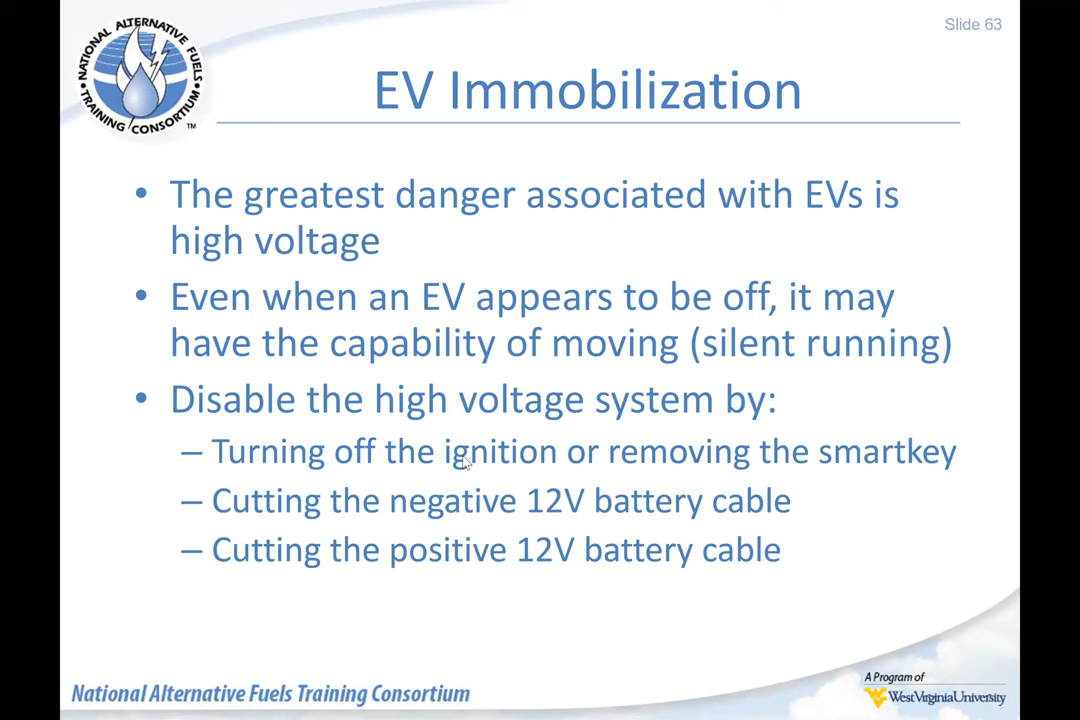 Slide 63
NATIONAL ALTERNATIVE FUELS
TRAINING CONSORTIUM
TM
EV Immobilization
• The greatest danger associated with EVs is
high voltage
• Even when an EV appears to be off, it may
have the capability of moving (silent running)
• Disable the high voltage system by:
– Turning off the ignition or removing the smartkey
– Cutting the negative 12V battery cable
– Cutting the positive 12V battery cable
National Alternative Fuels Training Consortium
A Program of
WestVirginiaUniversity